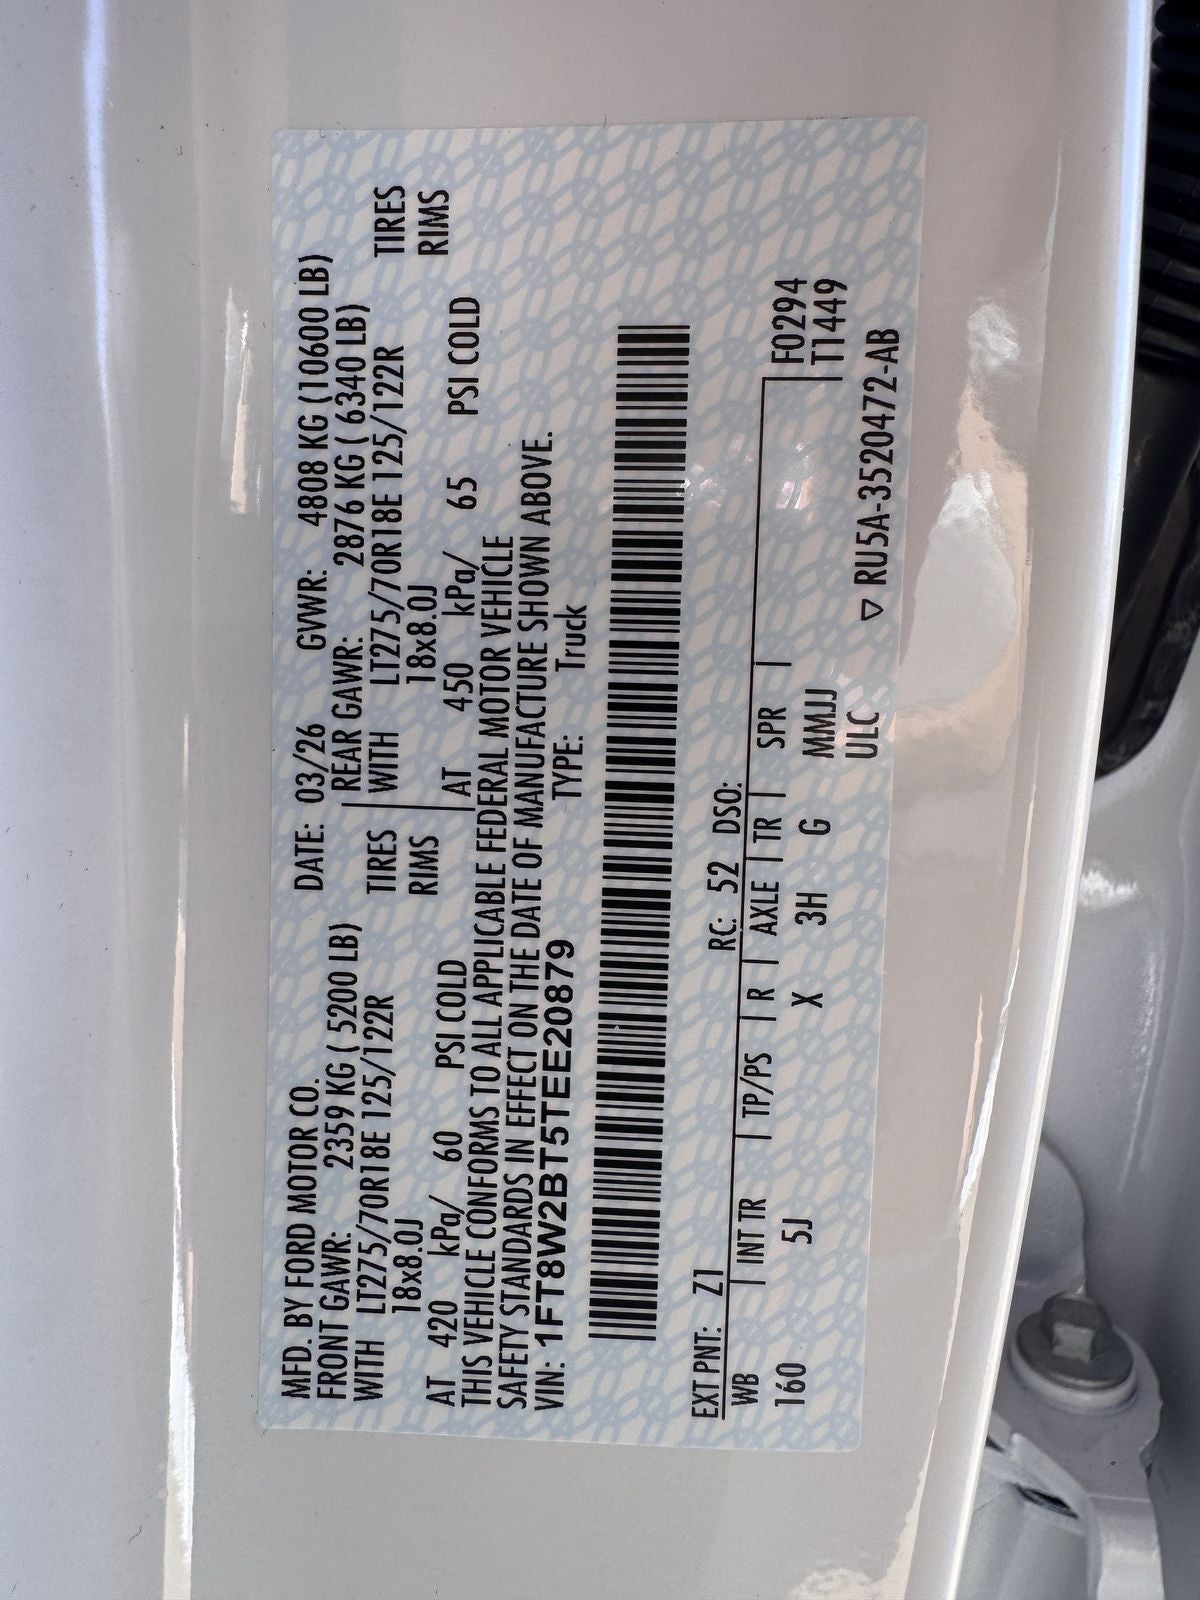 MFD. BY FORD MOTOR CO. DATE: 03/26 GVWR: 4808 KG (10600 LB)
FRONT GAWR: 2359 KG ( 5200 LB) REAR GAWR: 2876 KG ( 6340 LB)
WITH LT275/70R18E 125/122R TIRES WITH LT275/70R18E 125/122R TIRES
18x8.0J RIMS 18x8.0J RIMS
AT 420 kPa/ 60 PSI COLD AT 450 kPa/ 65 PSI COLD
THIS VEHICLE CONFORMS TO ALL APPLICABLE FEDERAL MOTOR VEHICLE
SAFETY STANDARDS IN EFFECT ON THE DATE OF MANUFACTURE SHOWN ABOVE.
VIN: 1FT8W2BT5TEE20879 TYPE: Truck
EXT PNT: Z1 RC: 52 DSO:
WB INT TR TP/PS R AXLE TR SPR F0294
160 5J X 3H G MMJJ T1449
ULC ▽ RU5A-3520472-AB